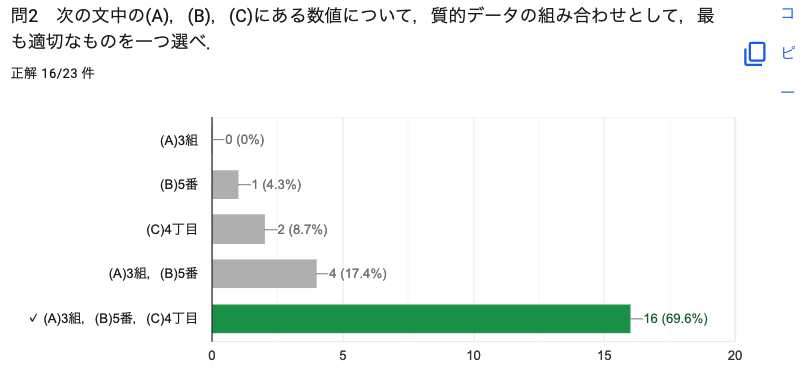 問2　次の文中の(A)，(B)，(C)にある数値について，質的データの組み合わせとして，最
も適切なものを一つ選べ.
正解 16/23 件
コ
ピ
ー
(A)3組
0 (0%)
(B)5番
1 (4.3%)
(C)4丁目
2 (8.7%)
(A)3組，(B)5番
4 (17.4%)
✓ (A)3組，(B)5番，(C)4丁目
16 (69.6%)
0 5 10 15 20